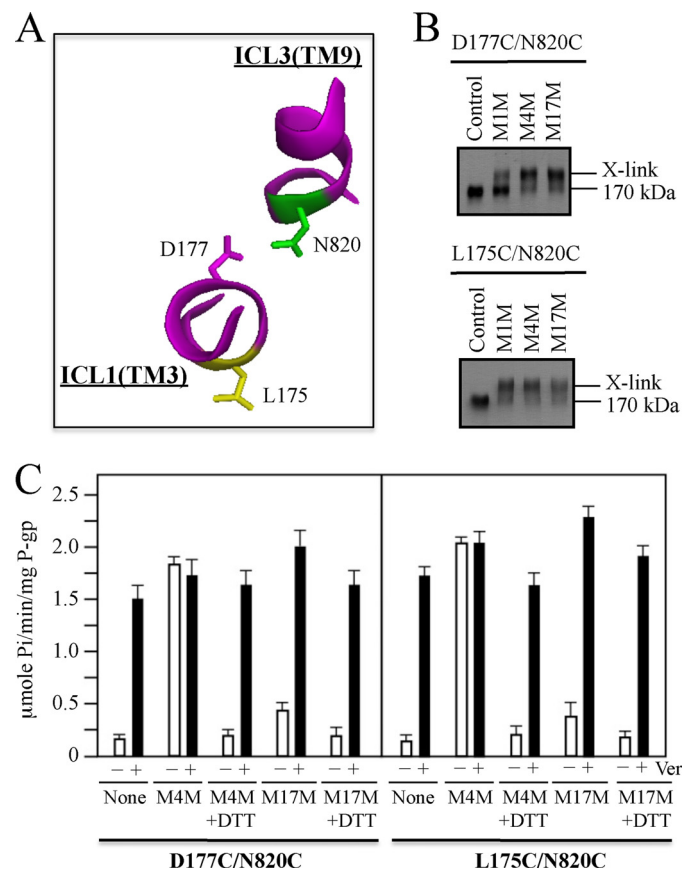 A
ICL3(TM9)
D177
N820
ICL1(TM3)
L175
B
D177C/N820C
Control
M1M
M4M
M17M
X-link
170 kDa
L175C/N820C
Control
M1M
M4M
M17M
X-link
170 kDa
C
µmole Pi/min/mg P-gp
2.5
2.0
1.5
1.0
0.5
0
– + – + – + – + – + – + – + – + – + – + Ver
None M4M M4M M17M M17M None M4M M4M M17M M17M
+DTT +DTT +DTT +DTT
D177C/N820C L175C/N820C